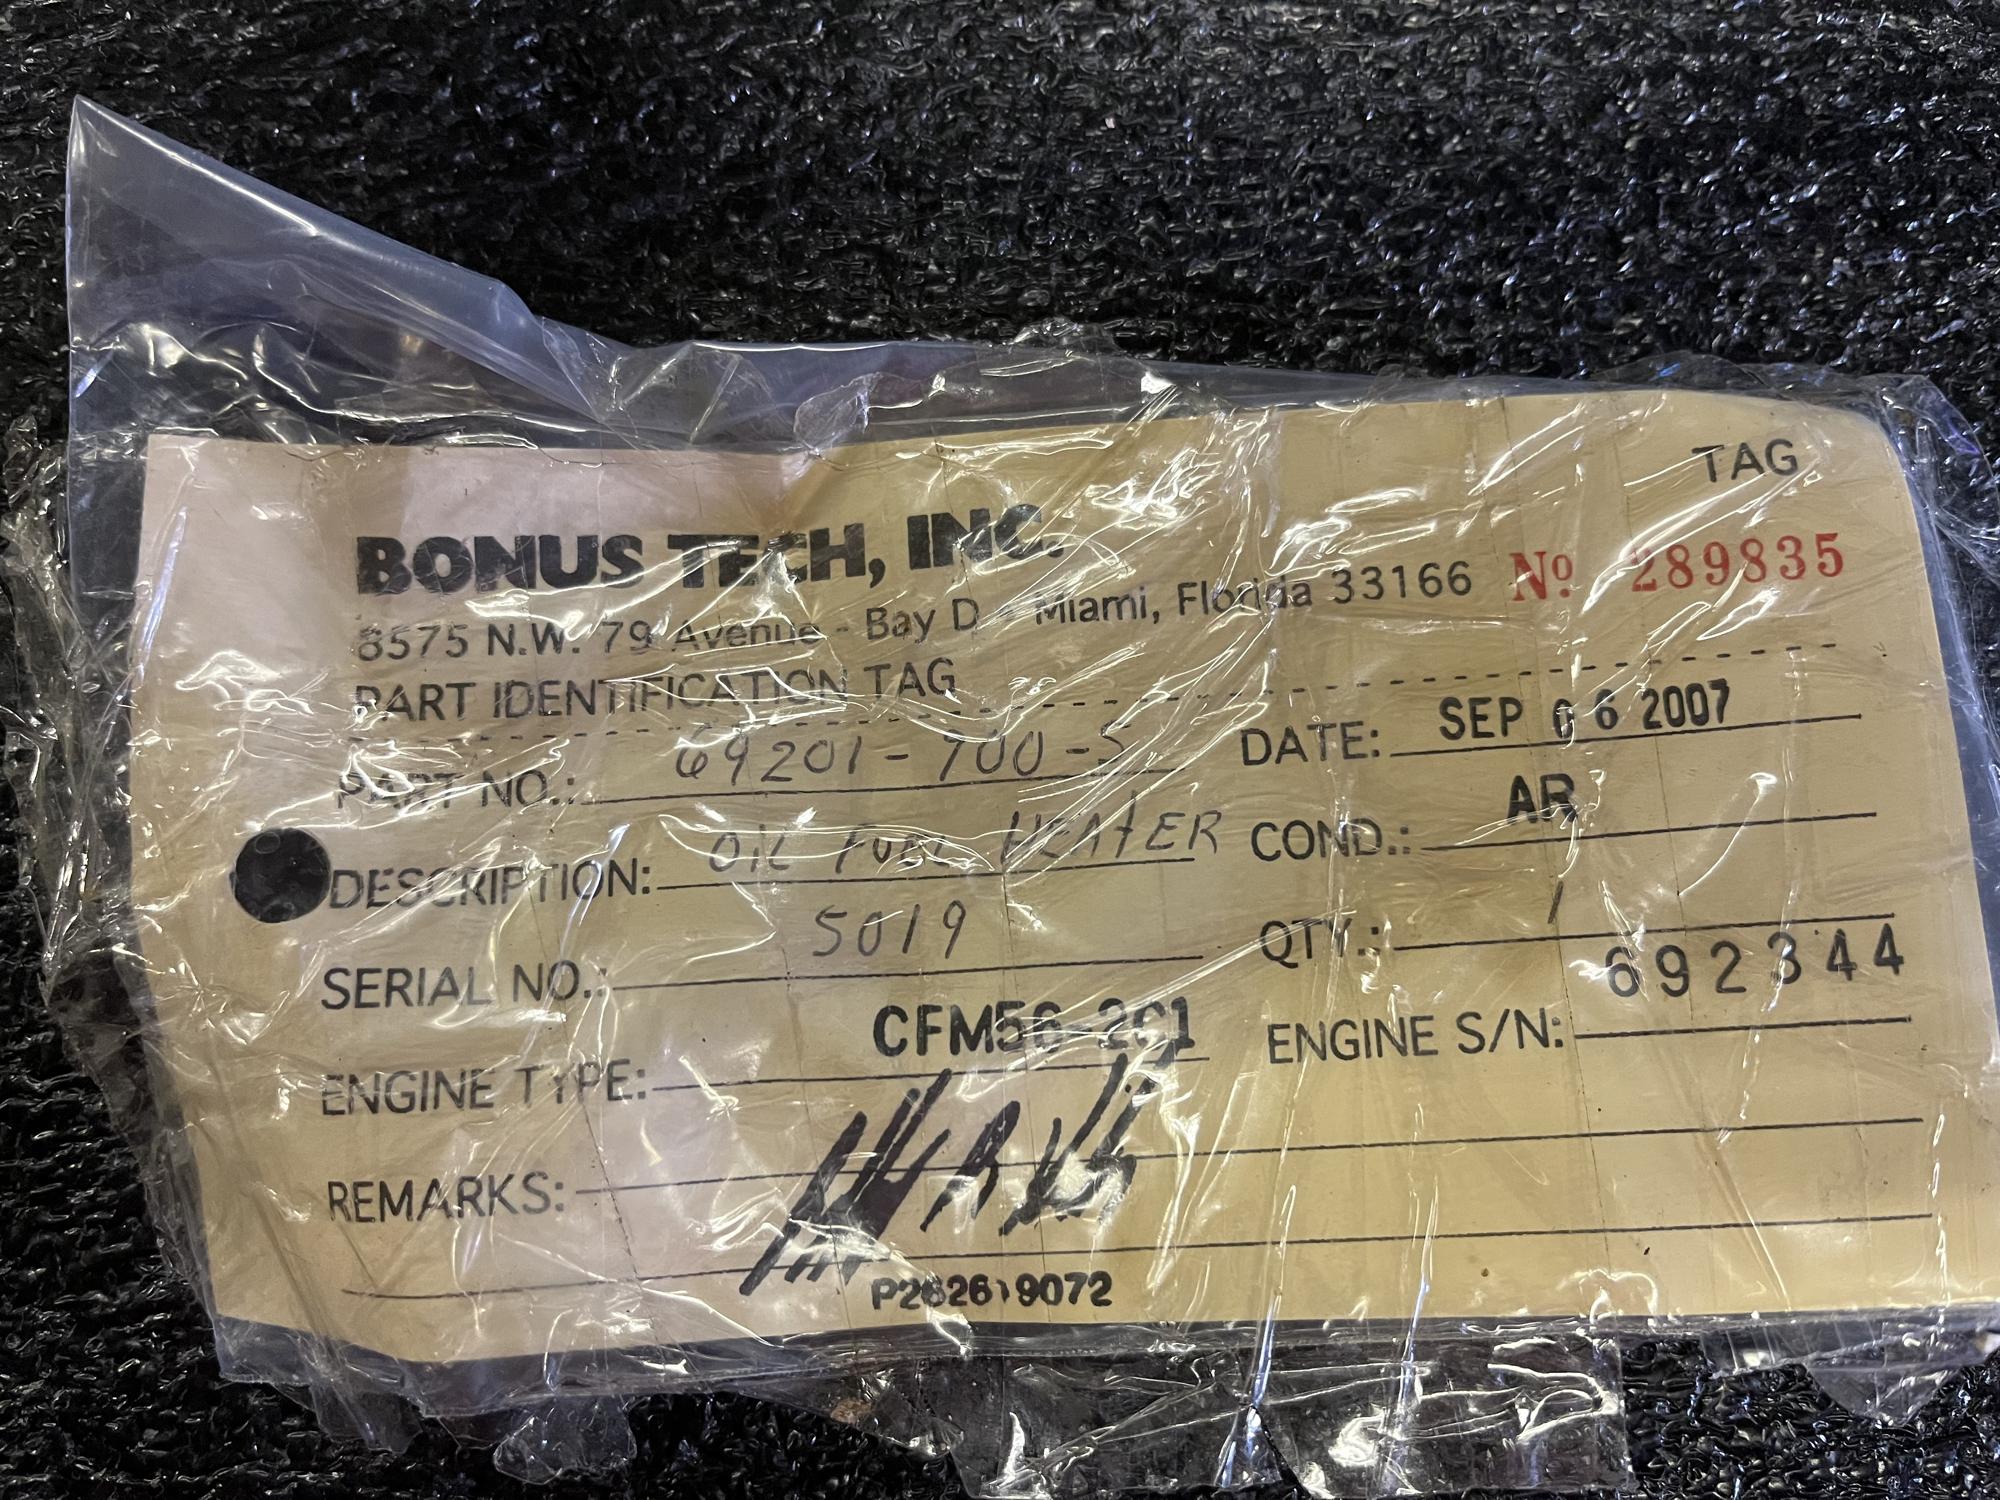 TAG
BONUS TECH, INC.
8575 N.W. 79 Avenue - Bay D • Miami, Florida 33166 Nº 289835
PART IDENTIFICATION TAG
PART NO.: 69201-900-5 DATE: SEP 06 2007
DESCRIPTION: OIL FUEL HEATER COND.: AR
SERIAL NO.: 5019 QTY.: 1
ENGINE TYPE: CFM56-2C1 ENGINE S/N: 692344
REMARKS: